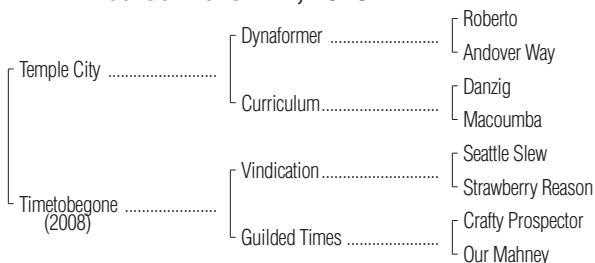 Roberto
Dynaformer
Andover Way
Temple City
Danzig
Curriculum
Macoumba
Seattle Slew
Vindication
Strawberry Reason
Timetobegone
(2008)
Crafty Prospector
Guilded Times
Our Mahney